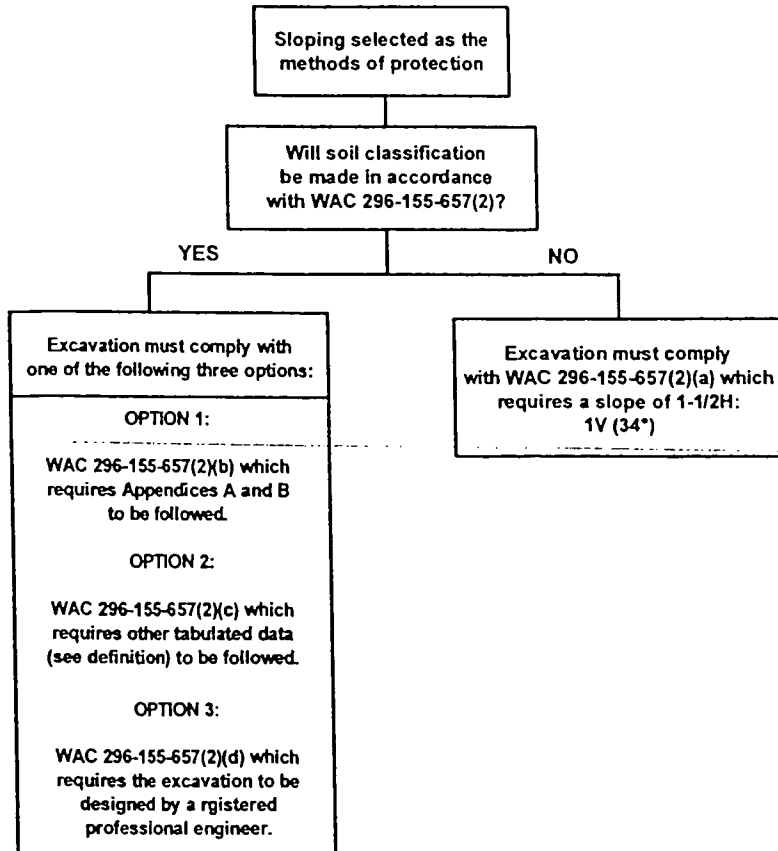 Sloping selected as the
methods of protection
Will soil classification
be made in accordance
with WAC 296-155-657(2)?
YES
NO
Excavation must comply with
one of the following three options:
OPTION 1:
WAC 296-155-657(2)(b) which
requires Appendices A and B
to be followed.
OPTION 2:
WAC 296-155-657(2)(c) which
requires other tabulated data
(see definition) to be followed.
OPTION 3:
WAC 296-155-657(2)(d) which
requires the excavation to be
designed by a rgistered
professional engineer.
Excavation must comply
with WAC 296-155-657(2)(a) which
requires a slope of 1-1/2H:
1V (34°)